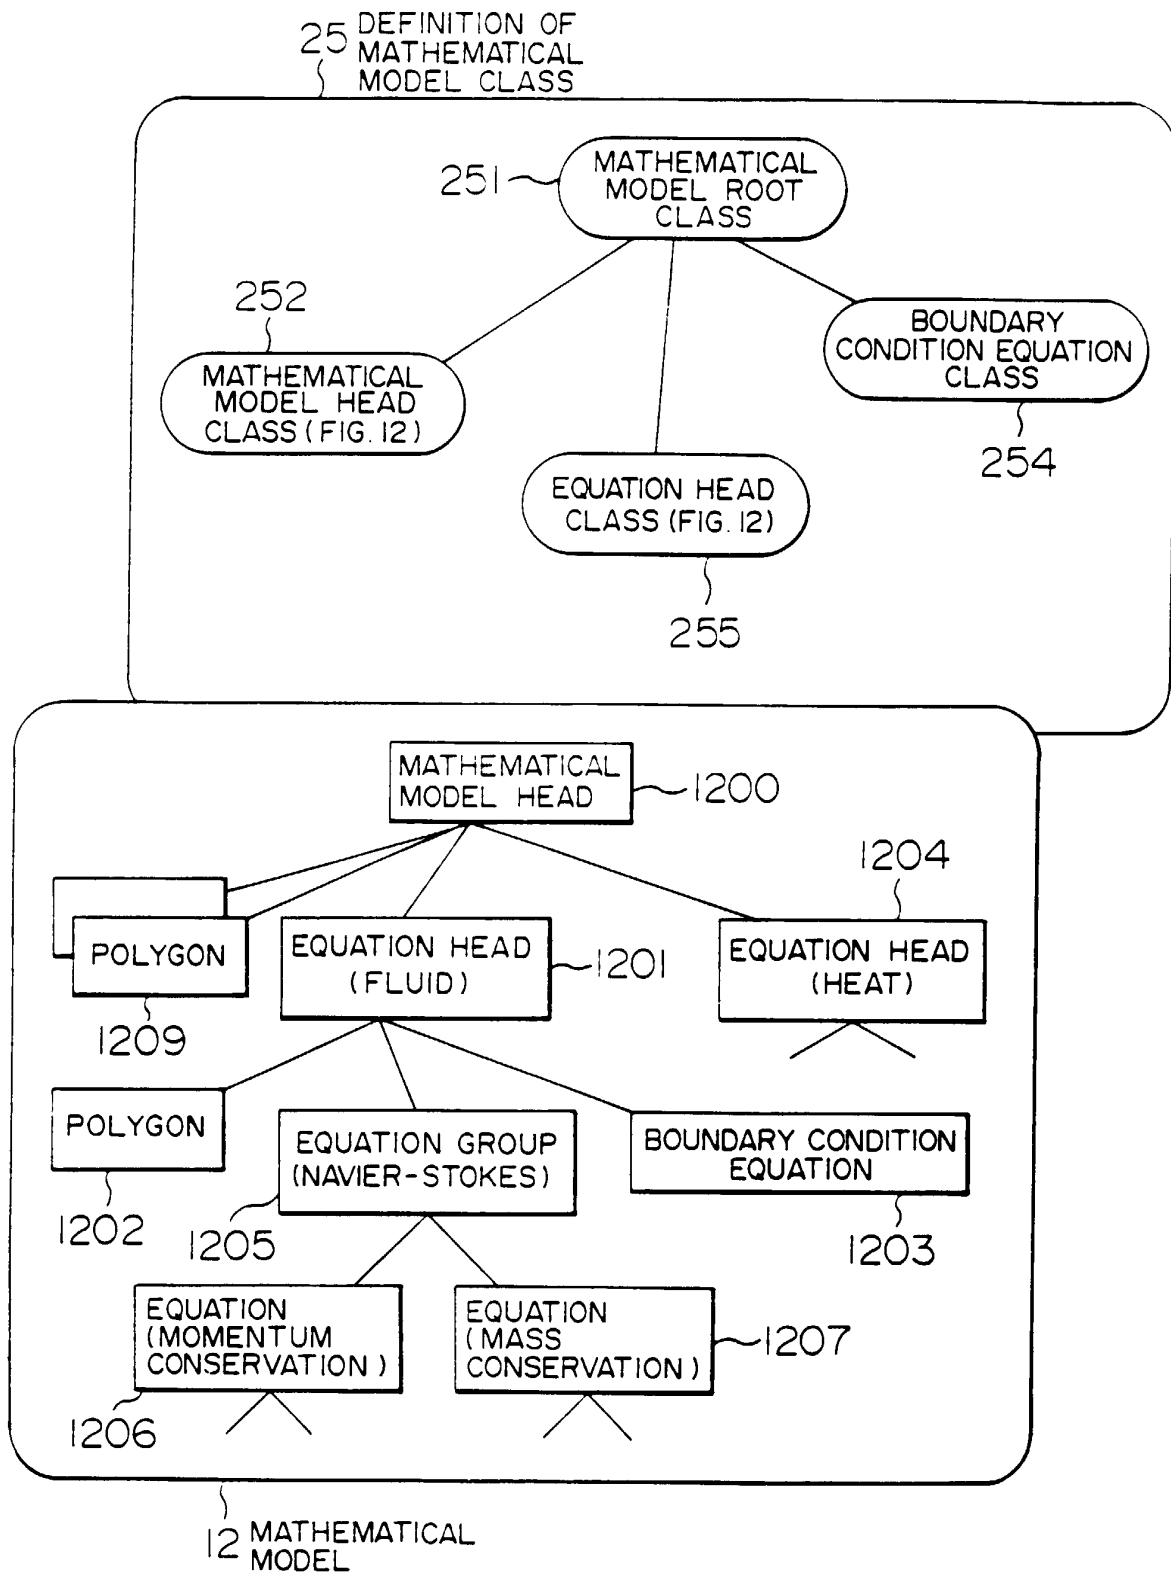 25 DEFINITION OF
MATHEMATICAL
MODEL CLASS
251
MATHEMATICAL
MODEL ROOT
CLASS
252
MATHEMATICAL
MODEL HEAD
CLASS (FIG. 12)
BOUNDARY
CONDITION EQUATION
CLASS
254
EQUATION HEAD
CLASS (FIG. 12)
255
MATHEMATICAL
MODEL HEAD
1200
1204
POLYGON
1209
EQUATION HEAD
(FLUID)
1201
EQUATION HEAD
(HEAT)
POLYGON
1202
EQUATION GROUP
(NAVIER-STOKES)
1205
BOUNDARY CONDITION
EQUATION
1203
EQUATION
(MOMENTUM
CONSERVATION)
1206
EQUATION
(MASS
CONSERVATION)
1207
12 MATHEMATICAL
MODEL